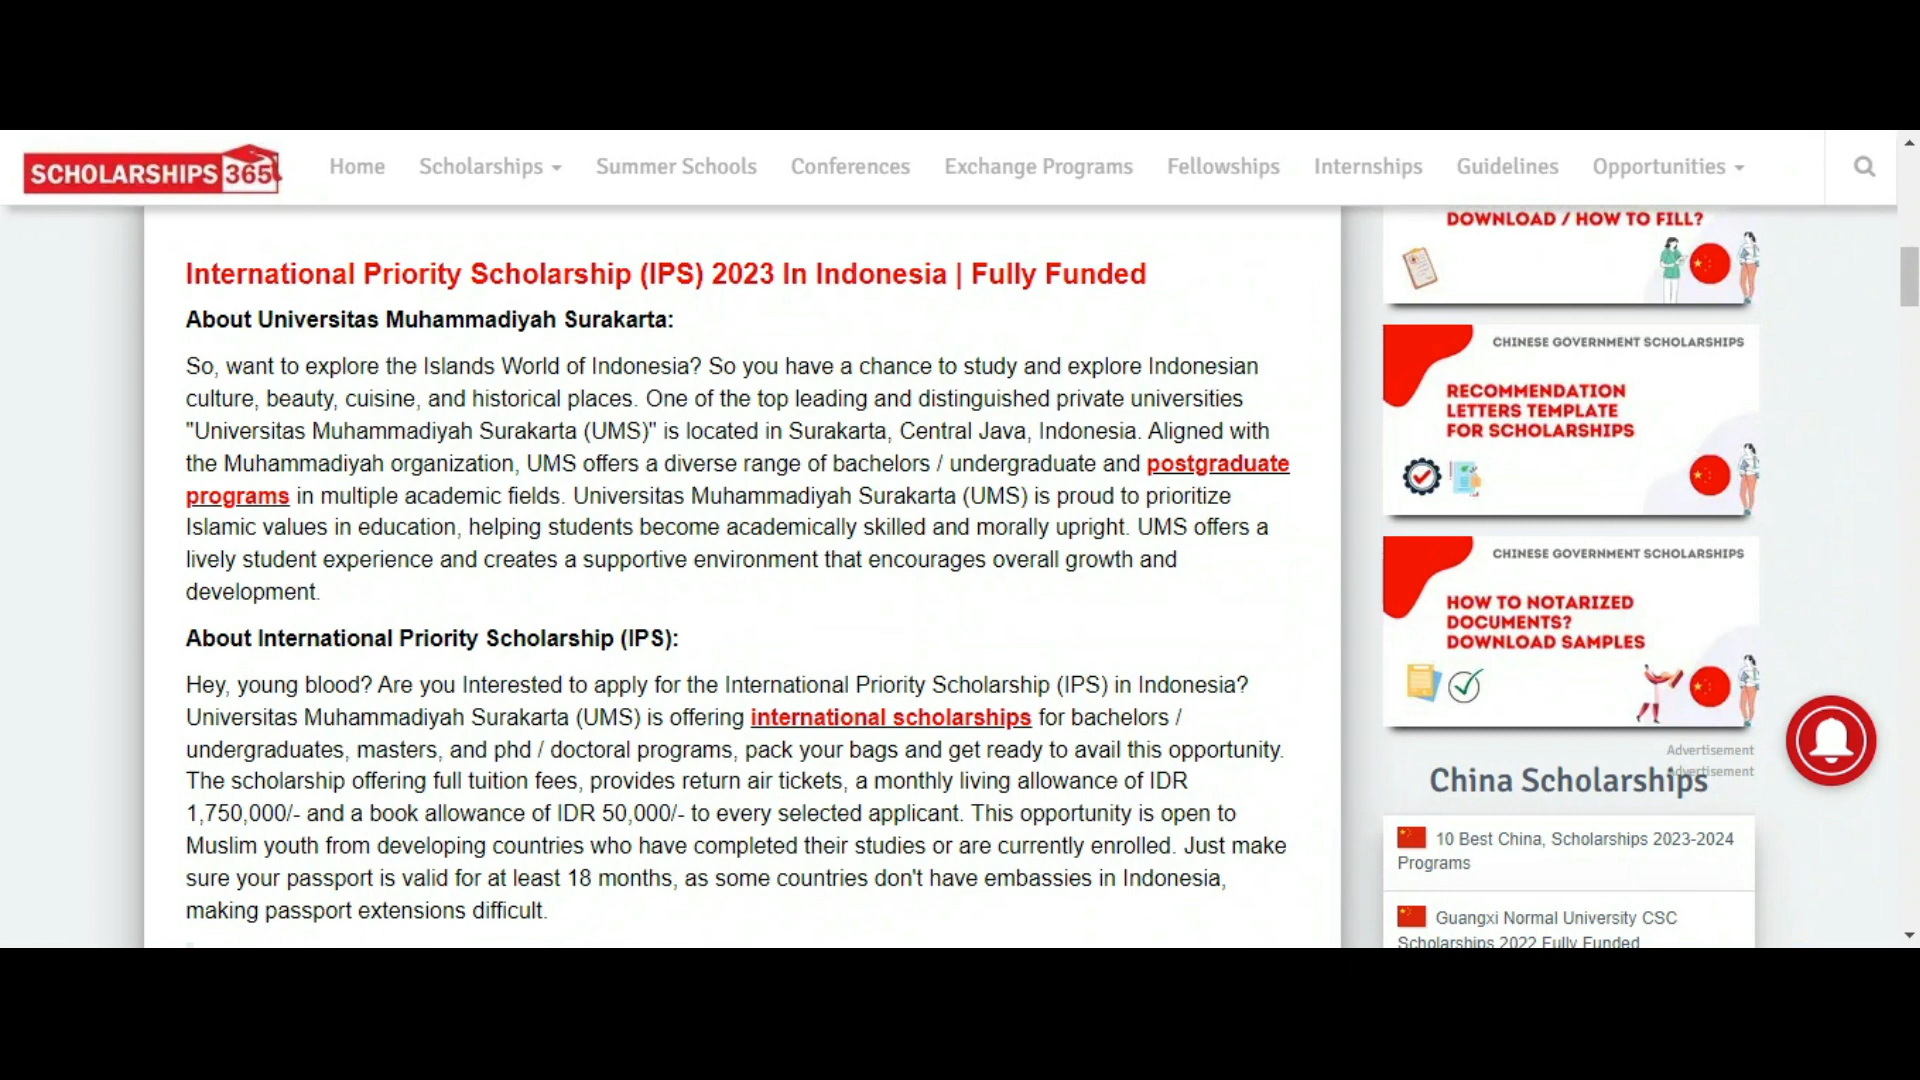 SCHOLARSHIPS 365
Home Scholarships Summer Schools Conferences Exchange Programs Fellowships Internships Guidelines Opportunities
International Priority Scholarship (IPS) 2023 In Indonesia | Fully Funded
About Universitas Muhammadiyah Surakarta:
So, want to explore the Islands World of Indonesia? So you have a chance to study and explore Indonesian
culture, beauty, cuisine, and historical places. One of the top leading and distinguished private universities
"Universitas Muhammadiyah Surakarta (UMS)" is located in Surakarta, Central Java, Indonesia. Aligned with
the Muhammadiyah organization, UMS offers a diverse range of bachelors / undergraduate and postgraduate
programs in multiple academic fields. Universitas Muhammadiyah Surakarta (UMS) is proud to prioritize
Islamic values in education, helping students become academically skilled and morally upright. UMS offers a
lively student experience and creates a supportive environment that encourages overall growth and
development.
About International Priority Scholarship (IPS):
Hey, young blood? Are you Interested to apply for the International Priority Scholarship (IPS) in Indonesia?
Universitas Muhammadiyah Surakarta (UMS) is offering international scholarships for bachelors /
undergraduates, masters, and phd / doctoral programs, pack your bags and get ready to avail this opportunity.
The scholarship offering full tuition fees, provides return air tickets, a monthly living allowance of IDR
1,750,000/- and a book allowance of IDR 50,000/- to every selected applicant. This opportunity is open to
Muslim youth from developing countries who have completed their studies or are currently enrolled. Just make
sure your passport is valid for at least 18 months, as some countries don't have embassies in Indonesia,
making passport extensions difficult.
DOWNLOAD / HOW TO FILL?
CHINESE GOVERNMENT SCHOLARSHIPS
RECOMMENDATION
LETTERS TEMPLATE
FOR SCHOLARSHIPS
CHINESE GOVERNMENT SCHOLARSHIPS
HOW TO NOTARIZED
DOCUMENTS?
DOWNLOAD SAMPLES
Advertisement
Advertisement
China Scholarships
10 Best China, Scholarships 2023-2024
Programs
Guangxi Normal University CSC
Scholarships 2022 Fully Funded